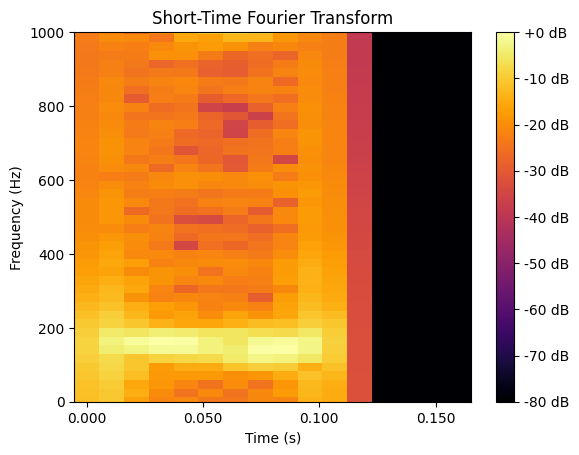 Short-Time Fourier Transform
1000
800
600
400
200
0
Frequency (Hz)
0.000
0.050
0.100
0.150
Time (s)
+0 dB
-10 dB
-20 dB
-30 dB
-40 dB
-50 dB
-60 dB
-70 dB
-80 dB